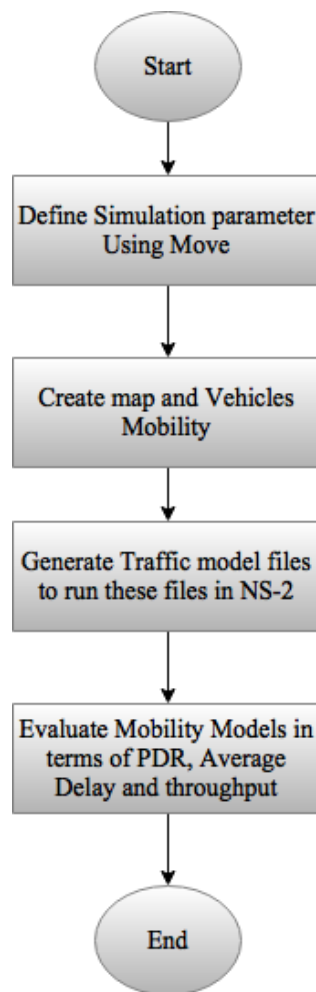 Start
Define Simulation parameter
Using Move
Create map and Vehicles
Mobility
Generate Traffic model files
to run these files in NS-2
Evaluate Mobility Models in
terms of PDR, Average
Delay and throughput
End